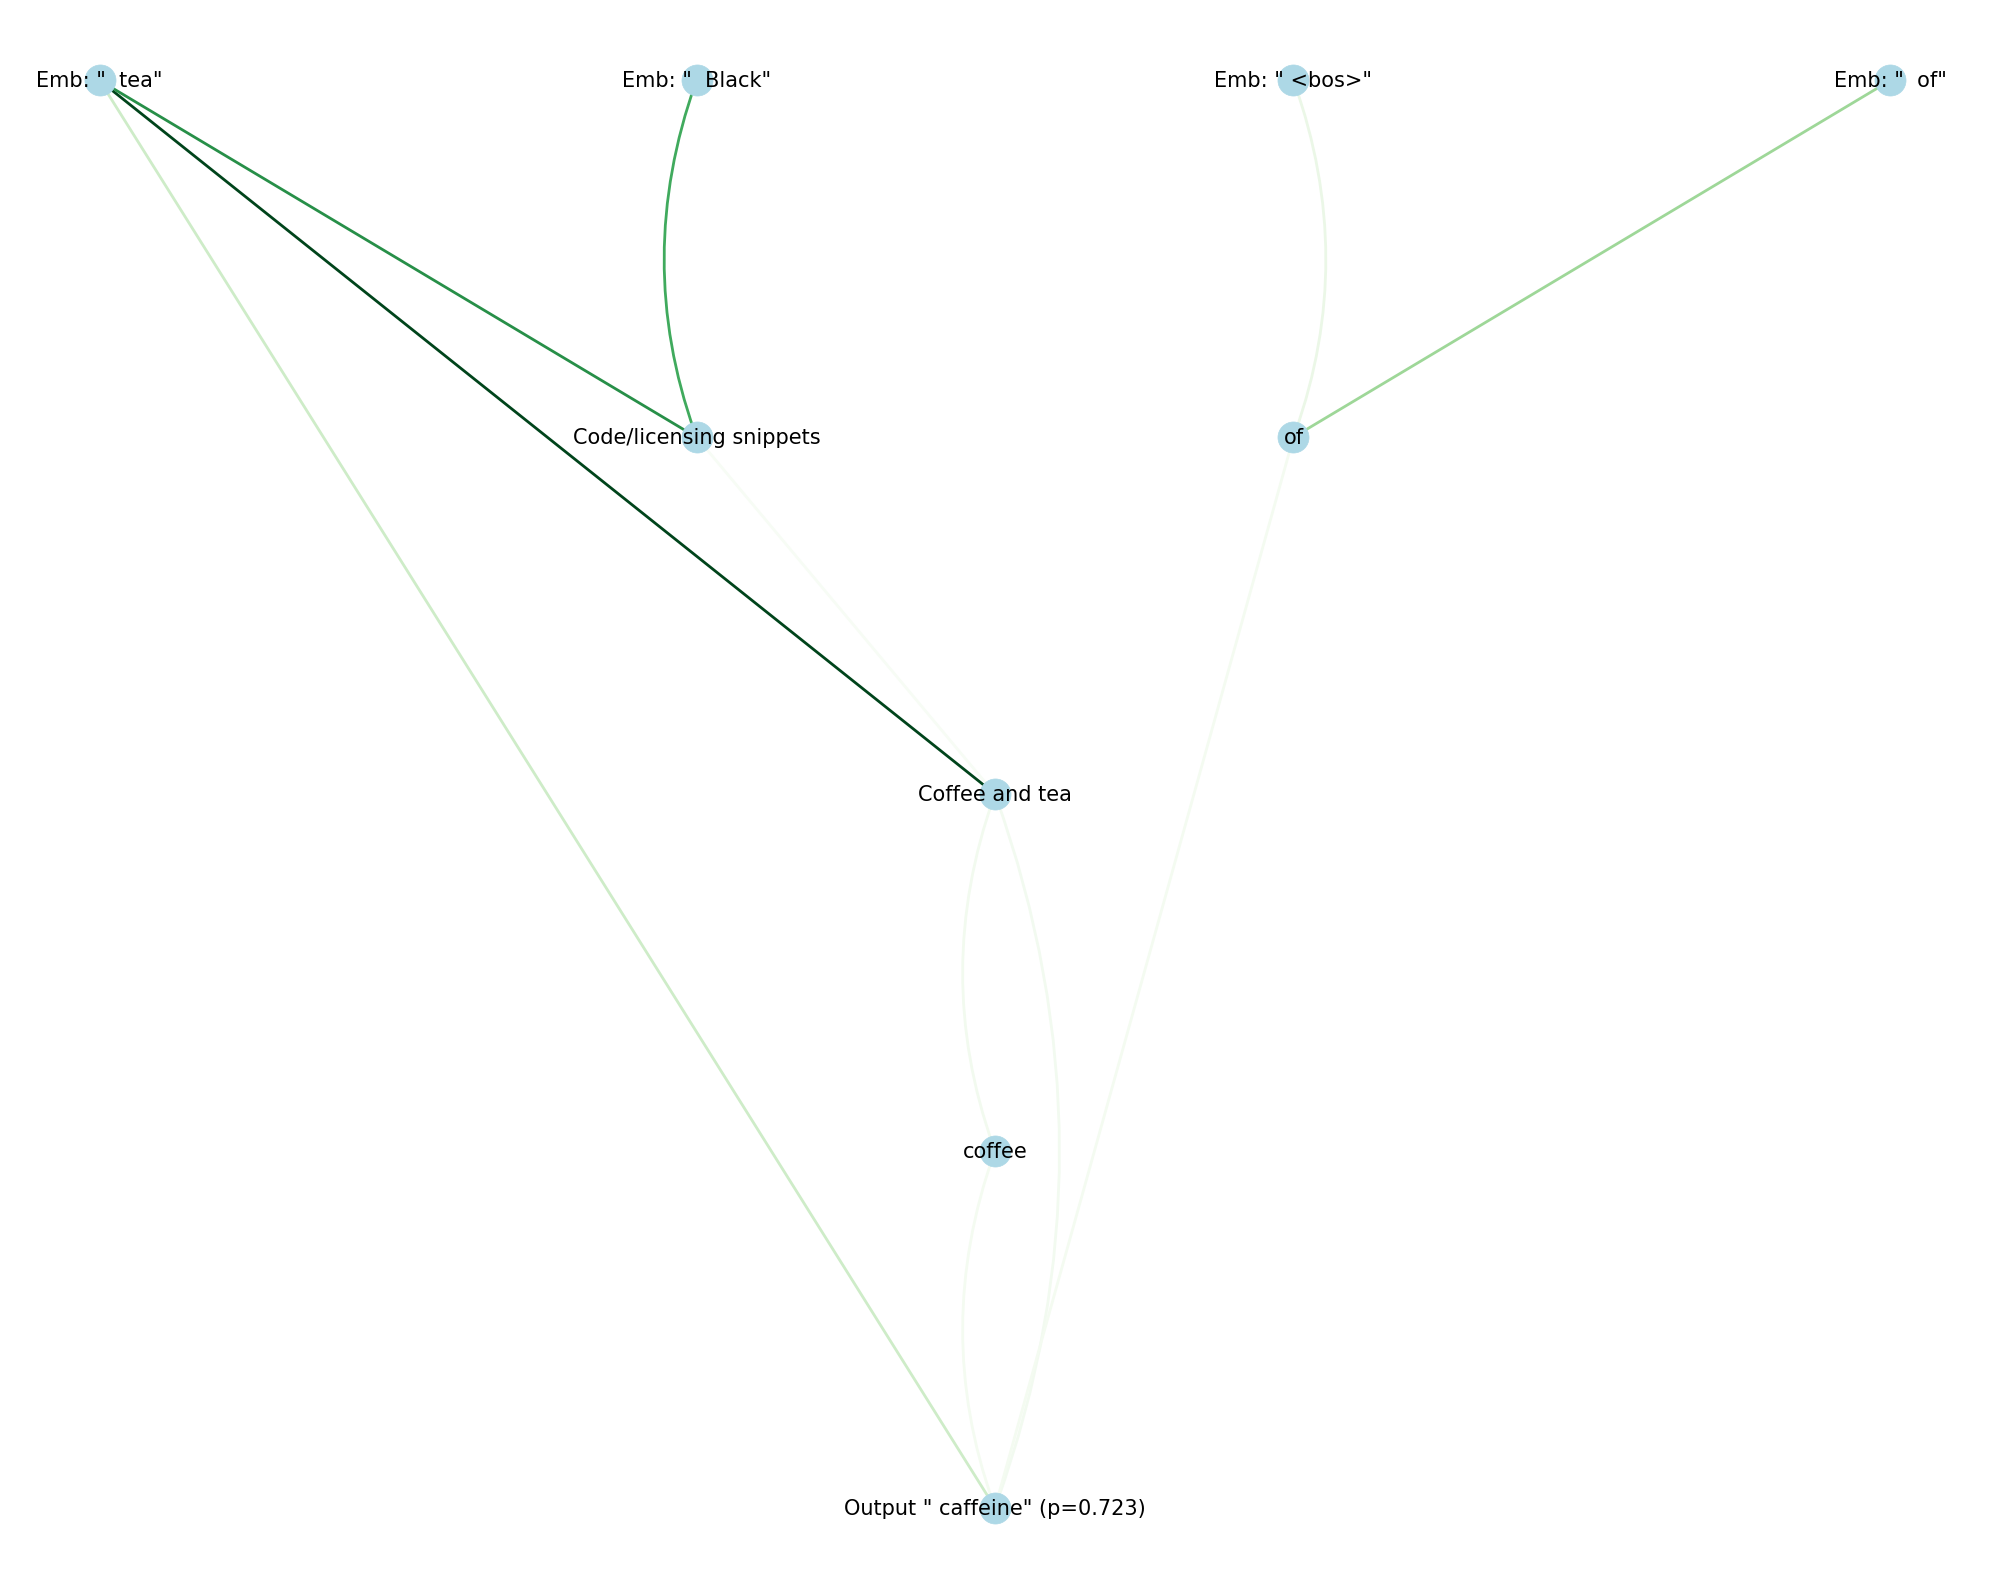 Emb: "  tea"
Emb: "  Black"
Emb: " <bos>"
Emb: "  of"
Code/licensing snippets
of
Coffee and tea
coffee
Output " caffeine" (p=0.723)